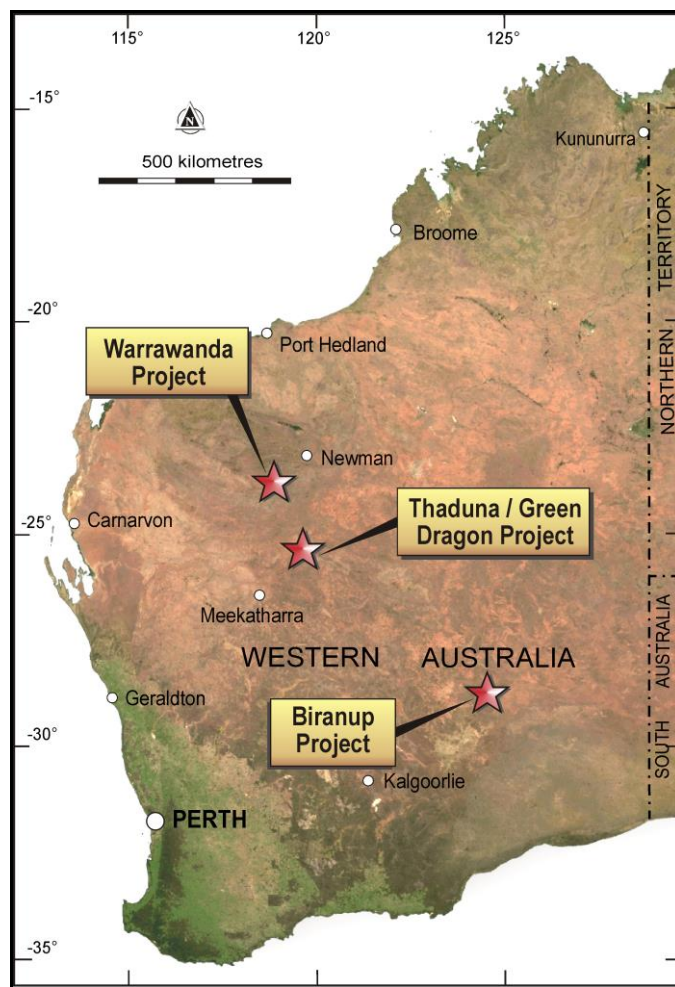 115°
120°
125°
-15°
N
500 kilometres
Kununurra
Broome
-20°
Port Hedland
Warrawanda
Project
NORTHERN TERRITORY
Newman
Thaduna / Green
Dragon Project
Carnarvon
-25°
Meekatharra
WESTERN AUSTRALIA
SOUTH AUSTRALIA
Geraldton
Biranup
Project
-30°
Kalgoorlie
PERTH
-35°